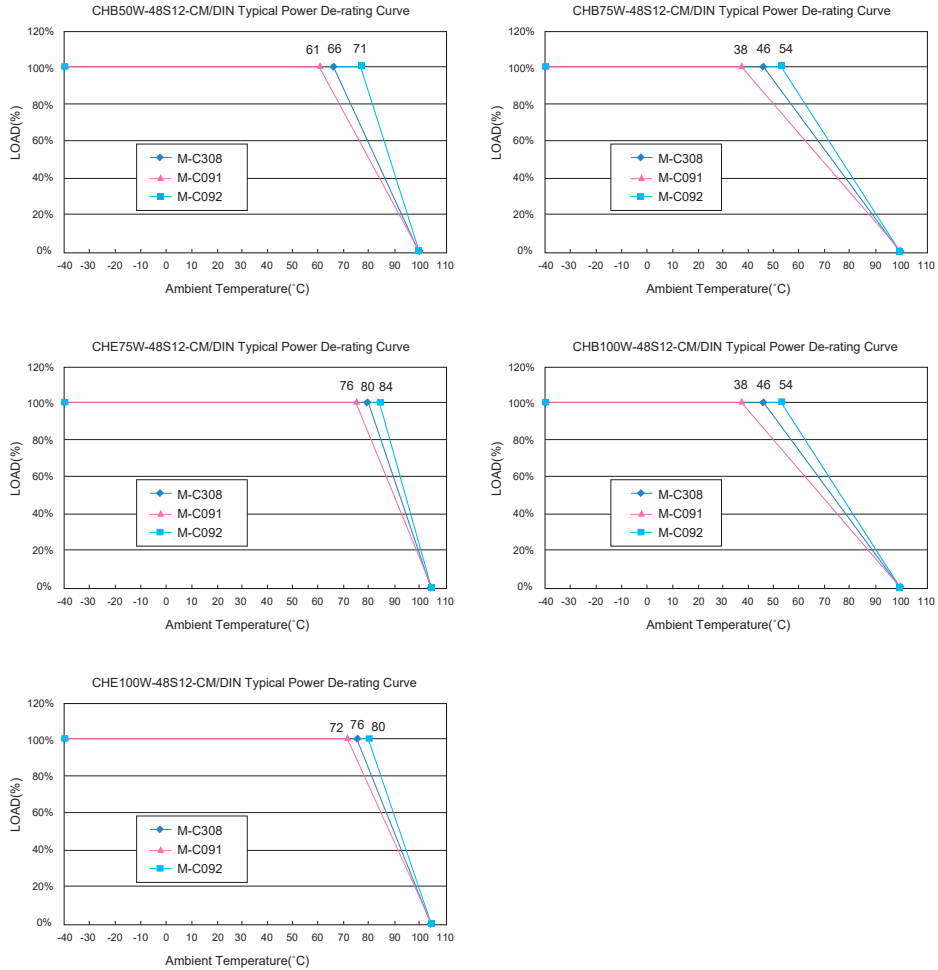 CHB50W-48S12-CM/DIN Typical Power De-rating Curve
120%
100%
80%
60%
40%
20%
0%
LOAD(%)
61 66 71
M-C308
M-C091
M-C092
-40 -30 -20 -10 0 10 20 30 40 50 60 70 80 90 100 110
Ambient Temperature(˚C)
CHB75W-48S12-CM/DIN Typical Power De-rating Curve
120%
100%
80%
60%
40%
20%
0%
LOAD(%)
38 46 54
M-C308
M-C091
M-C092
-40 -30 -20 -10 0 10 20 30 40 50 60 70 80 90 100 110
Ambient Temperature(˚C)
CHE75W-48S12-CM/DIN Typical Power De-rating Curve
120%
100%
80%
60%
40%
20%
0%
LOAD(%)
76 80 84
M-C308
M-C091
M-C092
-40 -30 -20 -10 0 10 20 30 40 50 60 70 80 90 100 110
Ambient Temperature(˚C)
CHB100W-48S12-CM/DIN Typical Power De-rating Curve
120%
100%
80%
60%
40%
20%
0%
LOAD(%)
38 46 54
M-C308
M-C091
M-C092
-40 -30 -20 -10 0 10 20 30 40 50 60 70 80 90 100 110
Ambient Temperature(˚C)
CHE100W-48S12-CM/DIN Typical Power De-rating Curve
120%
100%
80%
60%
40%
20%
0%
LOAD(%)
72 76 80
M-C308
M-C091
M-C092
-40 -30 -20 -10 0 10 20 30 40 50 60 70 80 90 100 110
Ambient Temperature(˚C)